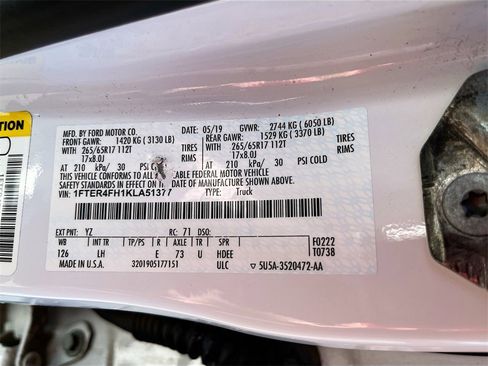 TION
MFD. BY FORD MOTOR CO. 05/19 GVWR: 2744 KG ( 6050 LB)
FRONT GAWR: 1420 KG ( 3130 LB) REAR GAWR: 1529 KG ( 3370 LB)
WITH 265/65R17 112T TIRES WITH 265/65R17 112T TIRES
17x8.0J RIMS 17x8.0J RIMS
AT 210 kPa/ 30 PSI COLD AT 210 kPa/ 30 PSI COLD
THIS VEHICLE CONFORMS TO ALL APPLICABLE FEDERAL MOTOR VEHICLE
SAFETY STANDARDS IN EFFECT ON THE DATE OF MANUFACTURE SHOWN ABOVE.
VIN: 1FTER4FH1KLA51377 TYPE: Truck
EXT PNT: YZ RC: 71 DSO:
WB INT TR TP/PS R AXLE TR SPR F0222
126 LH E 73 U HDEE T0738
MADE IN U.S.A. 3201905177151 ULC 5U5A-3520472-AA